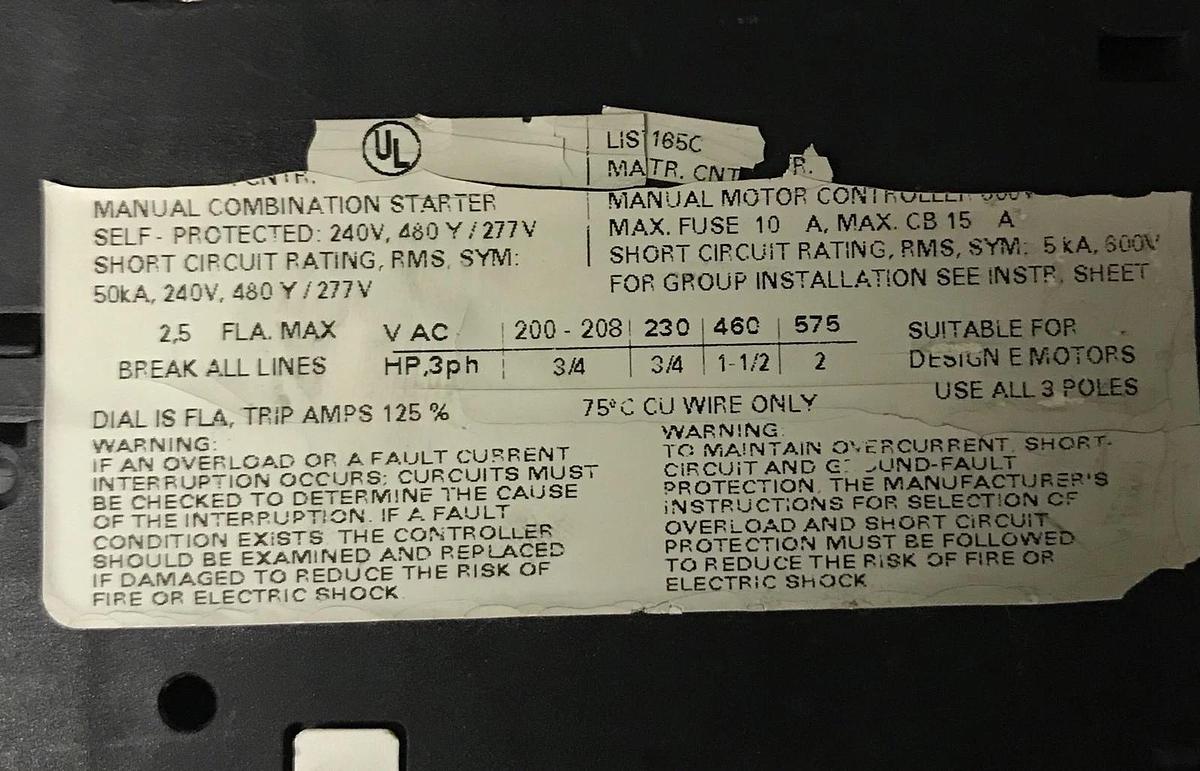 UL
LIS 165C
MATR. CNT R.
CNTR.
MANUAL COMBINATION STARTER
SELF- PROTECTED: 240V, 480 Y / 277V
SHORT CIRCUIT RATING, RMS, SYM:
50kA, 240V, 480 Y / 277V
MANUAL MOTOR CONTROLLER 600V
MAX. FUSE 10 A, MAX. CB 15 A
SHORT CIRCUIT RATING, RMS, SYM: 5 kA, 600V
FOR GROUP INSTALLATION SEE INSTR. SHEET
2,5 FLA. MAX V AC 200 - 208 230 460 575
BREAK ALL LINES HP,3ph 3/4 3/4 1-1/2 2
SUITABLE FOR
DESIGN E MOTORS
USE ALL 3 POLES
DIAL IS FLA, TRIP AMPS 125 % 75°C CU WIRE ONLY
WARNING:
IF AN OVERLOAD OR A FAULT CURRENT
INTERRUPTION OCCURS; CURCUITS MUST
BE CHECKED TO DETERMINE THE CAUSE
OF THE INTERRUPTION. IF A FAULT
CONDITION EXISTS, THE CONTROLLER
SHOULD BE EXAMINED AND REPLACED
IF DAMAGED TO REDUCE THE RISK OF
FIRE OR ELECTRIC SHOCK
WARNING:
TO MAINTAIN OVERCURRENT, SHORT-
CIRCUIT AND GROUND-FAULT
PROTECTION, THE MANUFACTURER'S
INSTRUCTIONS FOR SELECTION OF
OVERLOAD AND SHORT CIRCUIT
PROTECTION MUST BE FOLLOWED
TO REDUCE THE RISK OF FIRE OR
ELECTRIC SHOCK